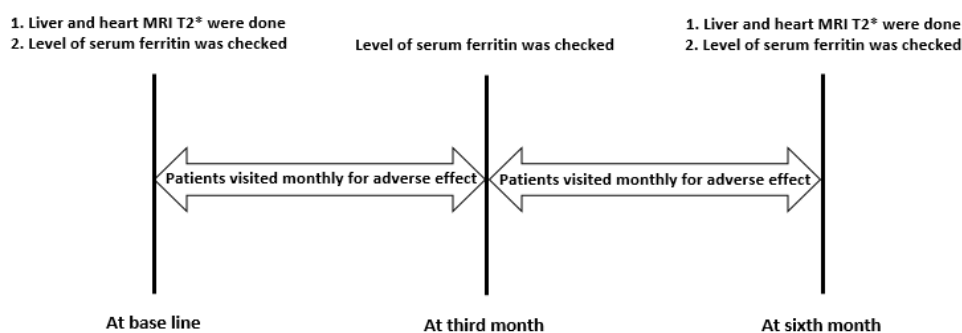 1. Liver and heart MRI T2* were done
2. Level of serum ferritin was checked
Level of serum ferritin was checked
1. Liver and heart MRI T2* were done
2. Level of serum ferritin was checked
Patients visited monthly for adverse effect
Patients visited monthly for adverse effect
At base line
At third month
At sixth month